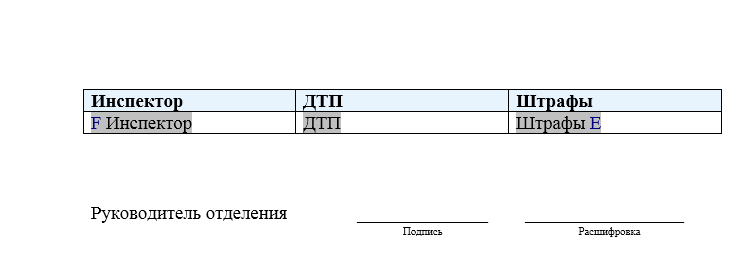 Инспектор ДТП Штрафы
F Инспектор ДТП Штрафы E
Руководитель отделения
Подпись Расшифровка